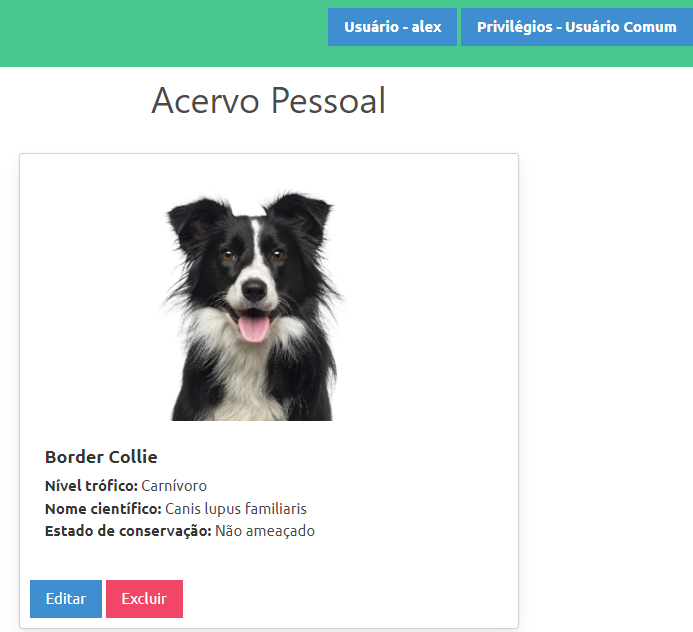 Usuário - alex
Privilégios - Usuário Comum
Acervo Pessoal
Border Collie
Nível trófico: Carnívoro
Nome científico: Canis lupus familiaris
Estado de conservação: Não ameaçado
Editar
Excluir